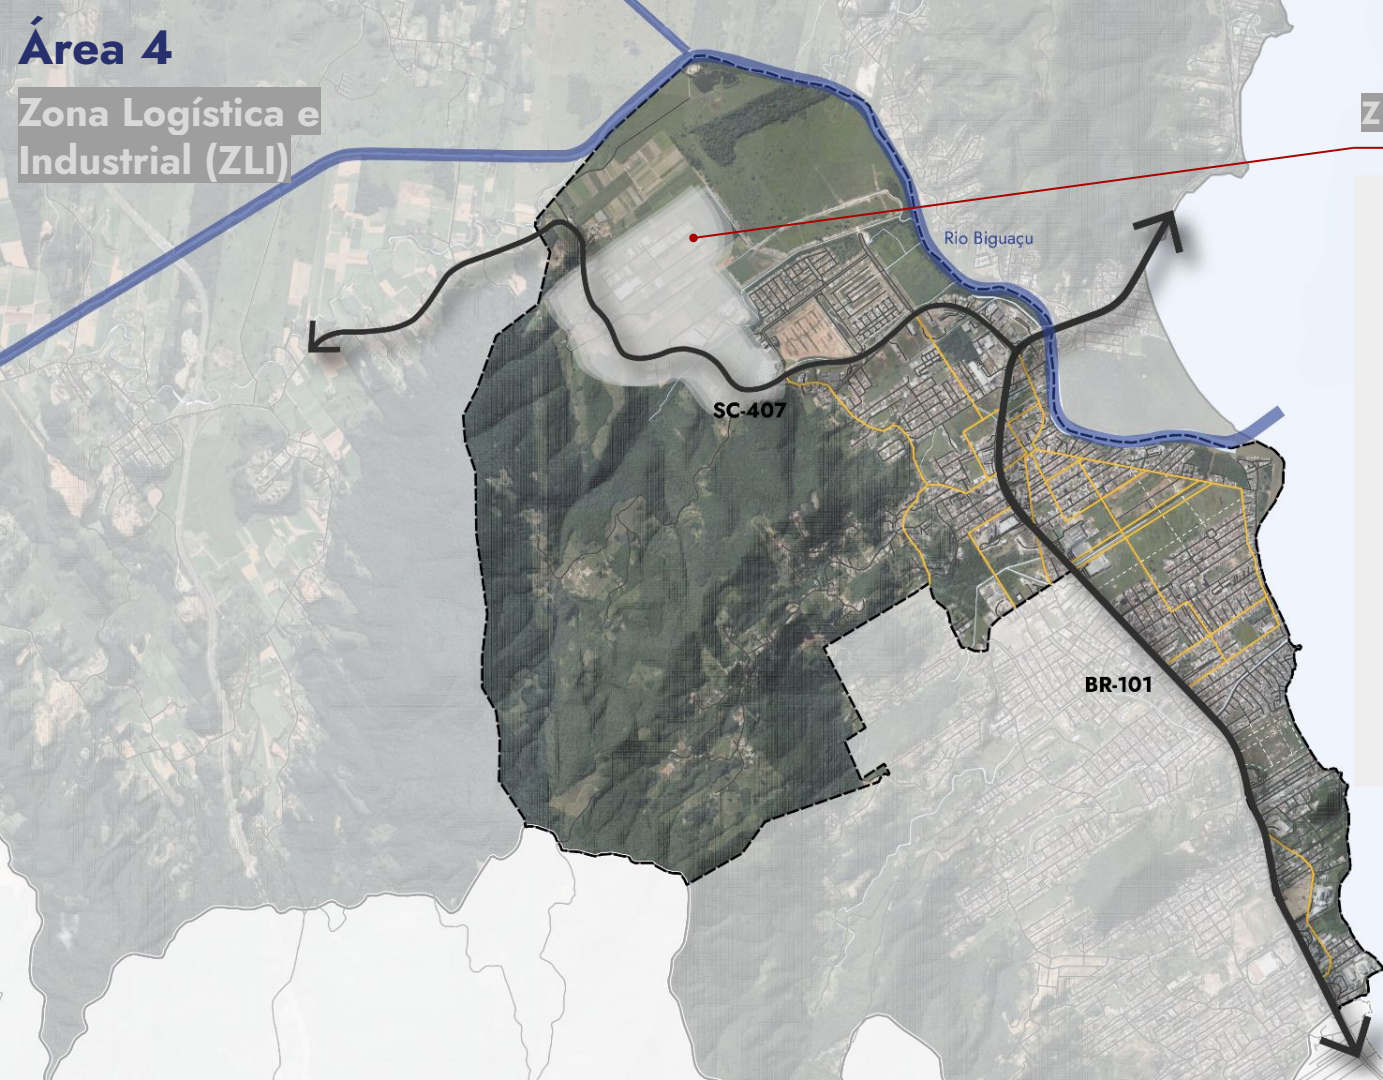 Área 4
Zona Logística e
Industrial (ZLI)
Z
Rio Biguaçu
SC-407
BR-101